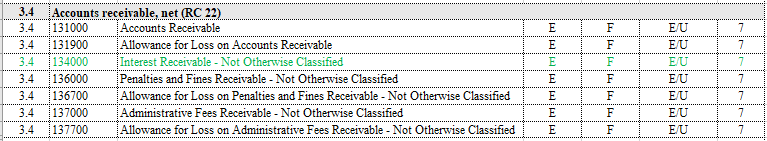 3.4 Accounts receivable, net (RC 22)
3.4 131000 Accounts Receivable E F E/U 7
3.4 131900 Allowance for Loss on Accounts Receivable E F E/U 7
3.4 134000 Interest Receivable - Not Otherwise Classified E F E/U 7
3.4 136000 Penalties and Fines Receivable - Not Otherwise Classified E F E/U 7
3.4 136700 Allowance for Loss on Penalties and Fines Receivable - Not Otherwise Classified E F E/U 7
3.4 137000 Administrative Fees Receivable - Not Otherwise Classified E F E/U 7
3.4 137700 Allowance for Loss on Administrative Fees Receivable - Not Otherwise Classified E F E/U 7